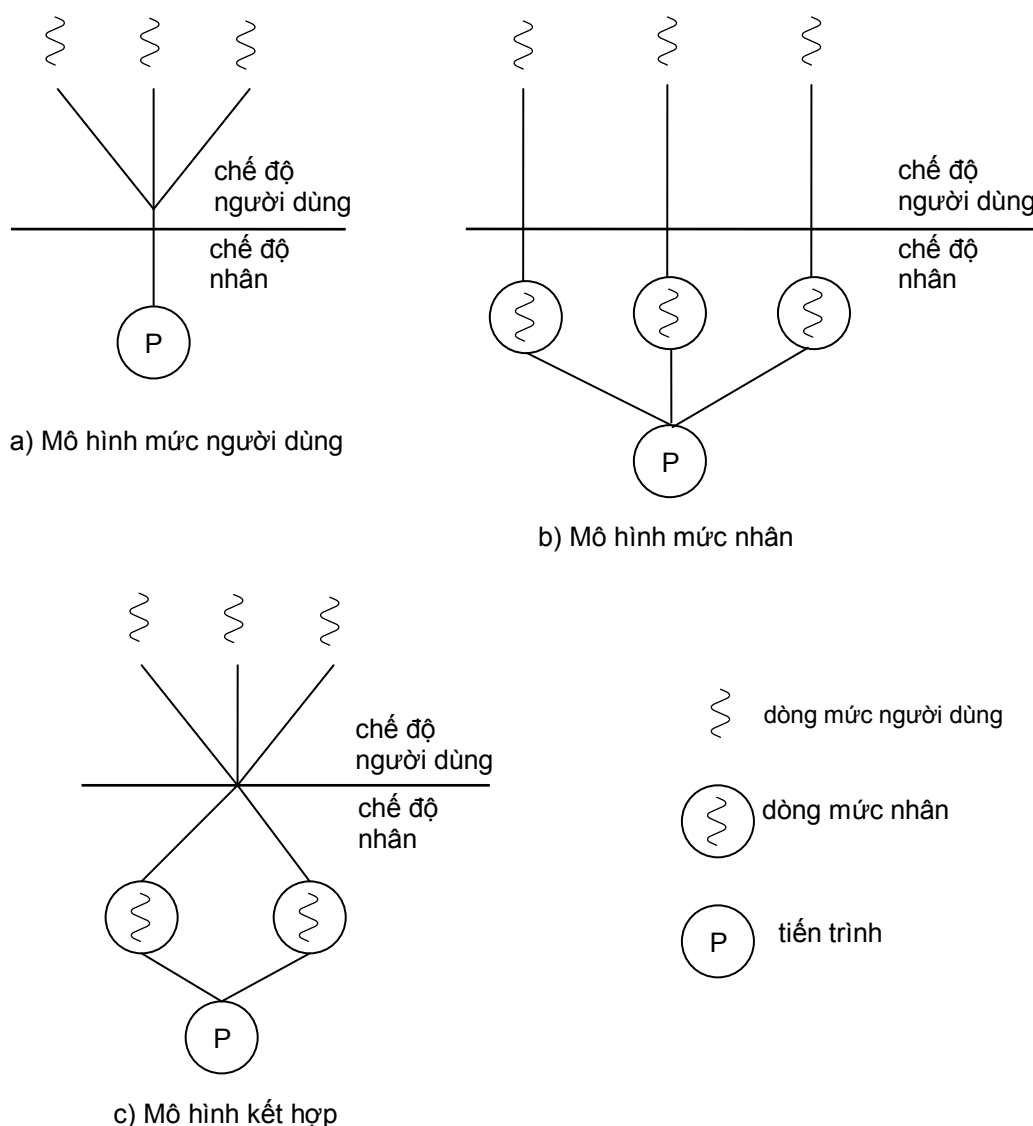 chế độ
người dùng
chế độ
nhân
P
a) Mô hình mức người dùng
chế độ
người dùng
chế độ
nhân
P
b) Mô hình mức nhân
chế độ
người dùng
chế độ
nhân
P
c) Mô hình kết hợp
dòng mức người dùng
dòng mức nhân
P
tiến trình